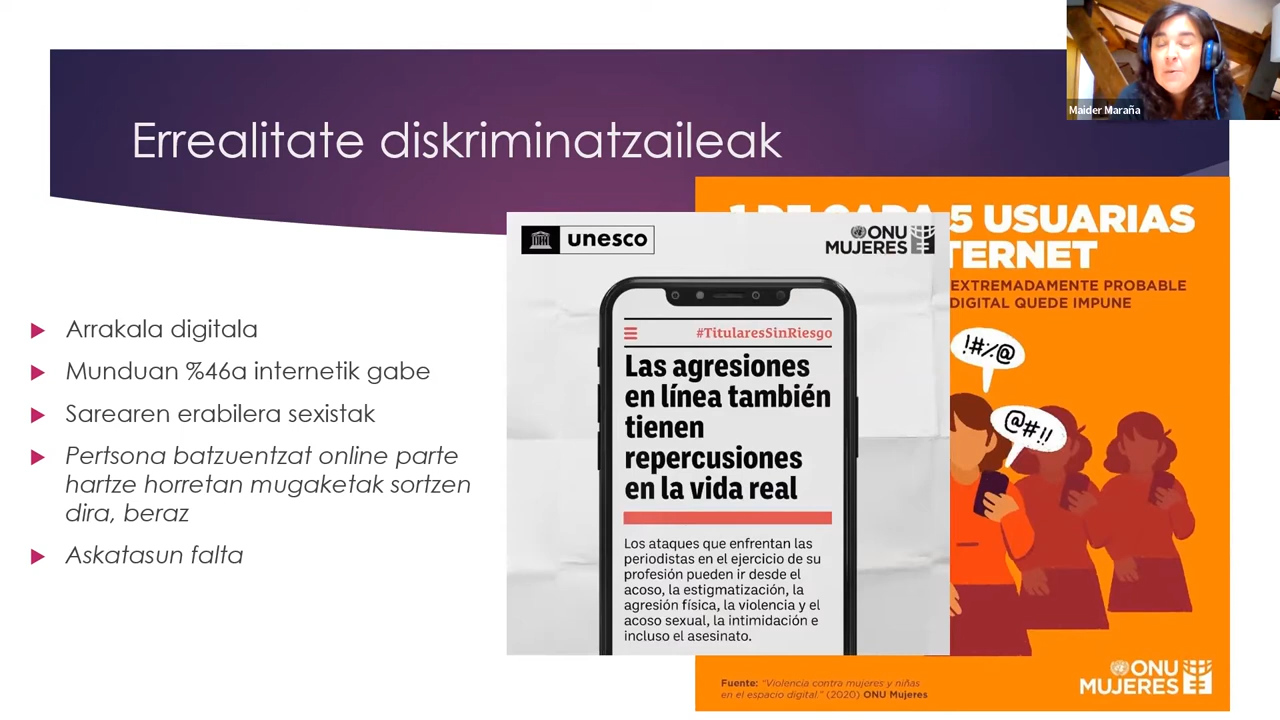 Maider Maraña
Errealitate diskriminatzaileak
Arrakala digitala
Munduan %46a internetik gabe
Sarearen erabilera sexistak
Pertsona batzuentzat online parte
hartze horretan mugaketak sortzen
dira, beraz
Askatasun falta
unesco
ONU
MUJERES
#TitularesSinRiesgo
Las agresiones
en línea también
tienen
repercusiones
en la vida real
Los ataques que enfrentan las
periodistas en el ejercicio de su
profesión pueden ir desde el
acoso, la estigmatización, la
agresión física, la violencia y el
acoso sexual, la intimidación e
incluso el asesinato.
5 USUARIAS
TERNET
EXTREMADAMENTE PROBABLE
DIGITAL QUEDE IMPUNE
!#%@
@#!!
Fuente: "Violencia contra mujeres y niñas
en el espacio digital." (2020) ONU Mujeres
ONU
MUJERES